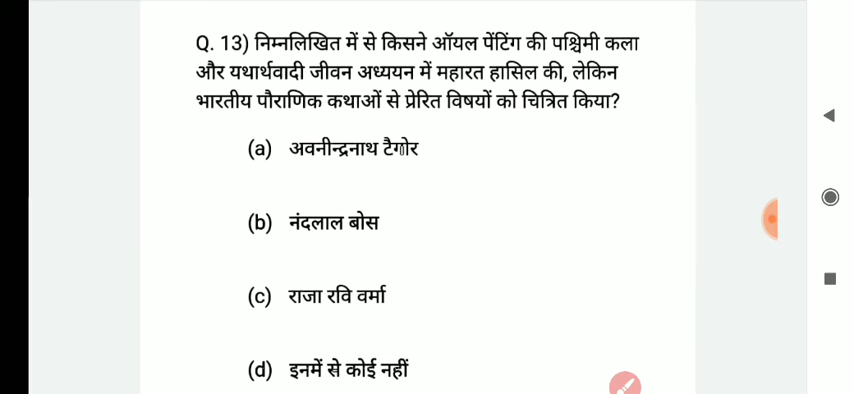 Q. 13) निम्नलिखित में से किसने ऑयल पेंटिंग की पश्चिमी कला
और यथार्थवादी जीवन अध्ययन में महारत हासिल की, लेकिन
भारतीय पौराणिक कथाओं से प्रेरित विषयों को चित्रित किया?
(a) अवनीन्द्रनाथ टैगोर
(b) नंदलाल बोस
(c) राजा रवि वर्मा
(d) इनमें से कोई नहीं